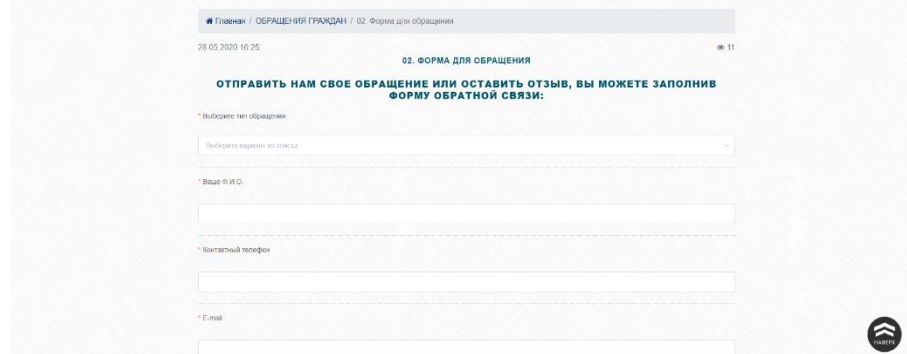 Главная / ОБРАЩЕНИЯ ГРАЖДАН / 02. Форма для обращения
28.05.2020 16:25 11
02. ФОРМА ДЛЯ ОБРАЩЕНИЯ
ОТПРАВИТЬ НАМ СВОЕ ОБРАЩЕНИЕ ИЛИ ОСТАВИТЬ ОТЗЫВ, ВЫ МОЖЕТЕ ЗАПОЛНИВ
ФОРМУ ОБРАТНОЙ СВЯЗИ:
* Выберите тип обращения
Выберите вариант из списка
* Ваше Ф.И.О.
* Контактный телефон
* E-mail
НАВЕРХ